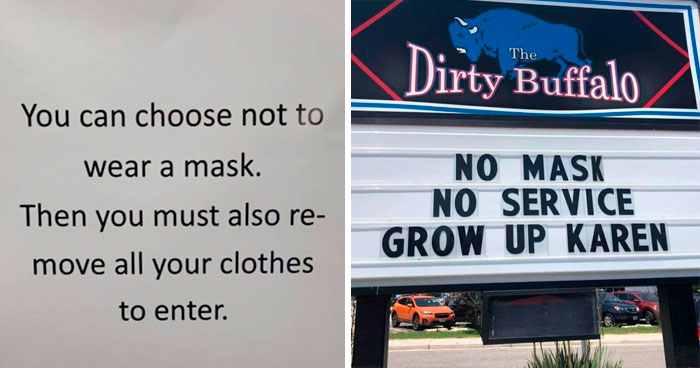 You can choose not to
wear a mask.
Then you must also re-
move all your clothes
to enter.
The
Dirty Buffalo
NO MASK
NO SERVICE
GROW UP KAREN